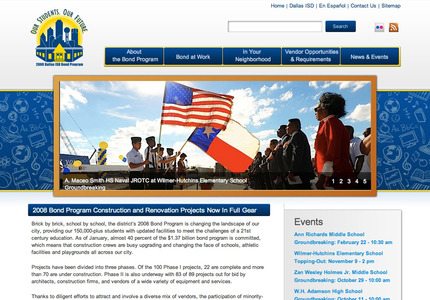 Home | Dallas ISD | En Español | Contact Us | Sitemap
OUR STUDENTS. OUR FUTURE
2008 Dallas ISD Bond Program
Search
About
the Bond Program
Bond at Work
In Your
Neighborhood
Vendor Opportunities
& Requirements
News & Events
A. Maceo Smith HS Naval JROTC at Wilmer-Hutchins Elementary School
Groundbreaking
1 2 3 4 5
2008 Bond Program Construction and Renovation Projects Now In Full Gear
Brick by brick, school by school, the district's 2008 Bond Program is changing the landscape of our
city, providing our 150,000-plus students with updated facilities to meet the challenges of a 21st
century education. As of January, almost 40 percent of the $1.37 billion bond program is committed,
which means that construction crews are busy upgrading and changing the face of schools, athletic
facilities and playgrounds all across our city.
Projects have been divided into three phases. Of the 100 Phase I projects, 22 are complete and more
than 70 are under construction. Phase II is also underway with 83 of 89 projects out for bid by
architects, construction firms, and vendors of a wide variety of equipment and services.
Thanks to diligent efforts to attract and involve a diverse mix of vendors, the participation of minority-
Events
Ann Richards Middle School
Groundbreaking: February 22 - 10:30 am
Wilmer-Hutchins Elementary School
Topping-Out: November 9 - 2 pm
Zan Wesley Holmes Jr. Middle School
Groundbreaking: October 29 - 10:00 am
W.H. Adamson High School
Groundbreaking: October 11 - 10:00 am